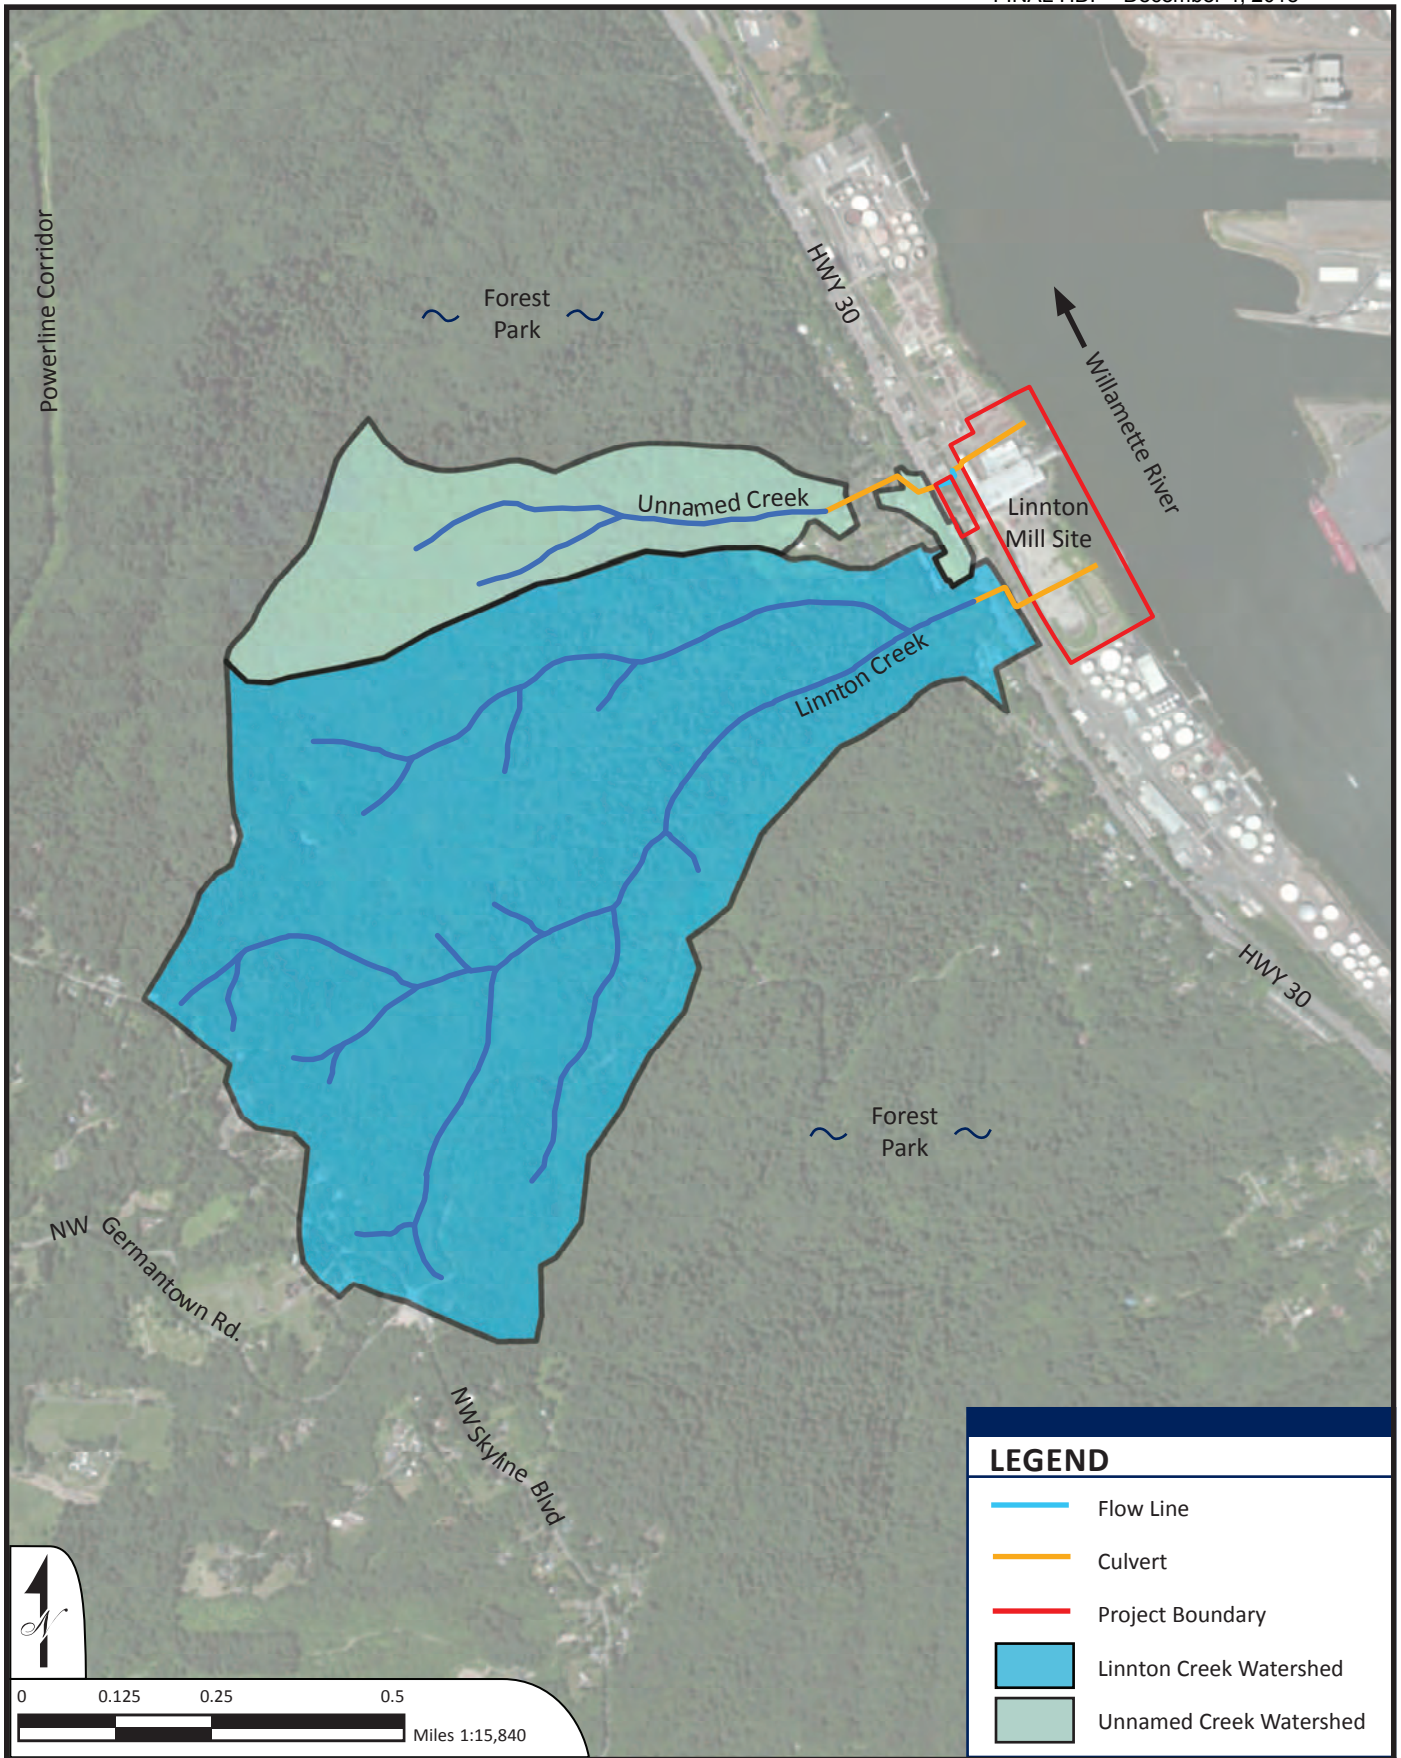 Powerline Corridor
Forest
Park
HWY 30
Willamette River
Unnamed Creek
Linnton
Mill Site
Linnton Creek
HWY 30
Forest
Park
NW Germantown Rd.
NW Skyline Blvd
LEGEND
Flow Line
Culvert
Project Boundary
Linnton Creek Watershed
Unnamed Creek Watershed
N
0 0.125 0.25 0.5
Miles 1:15,840